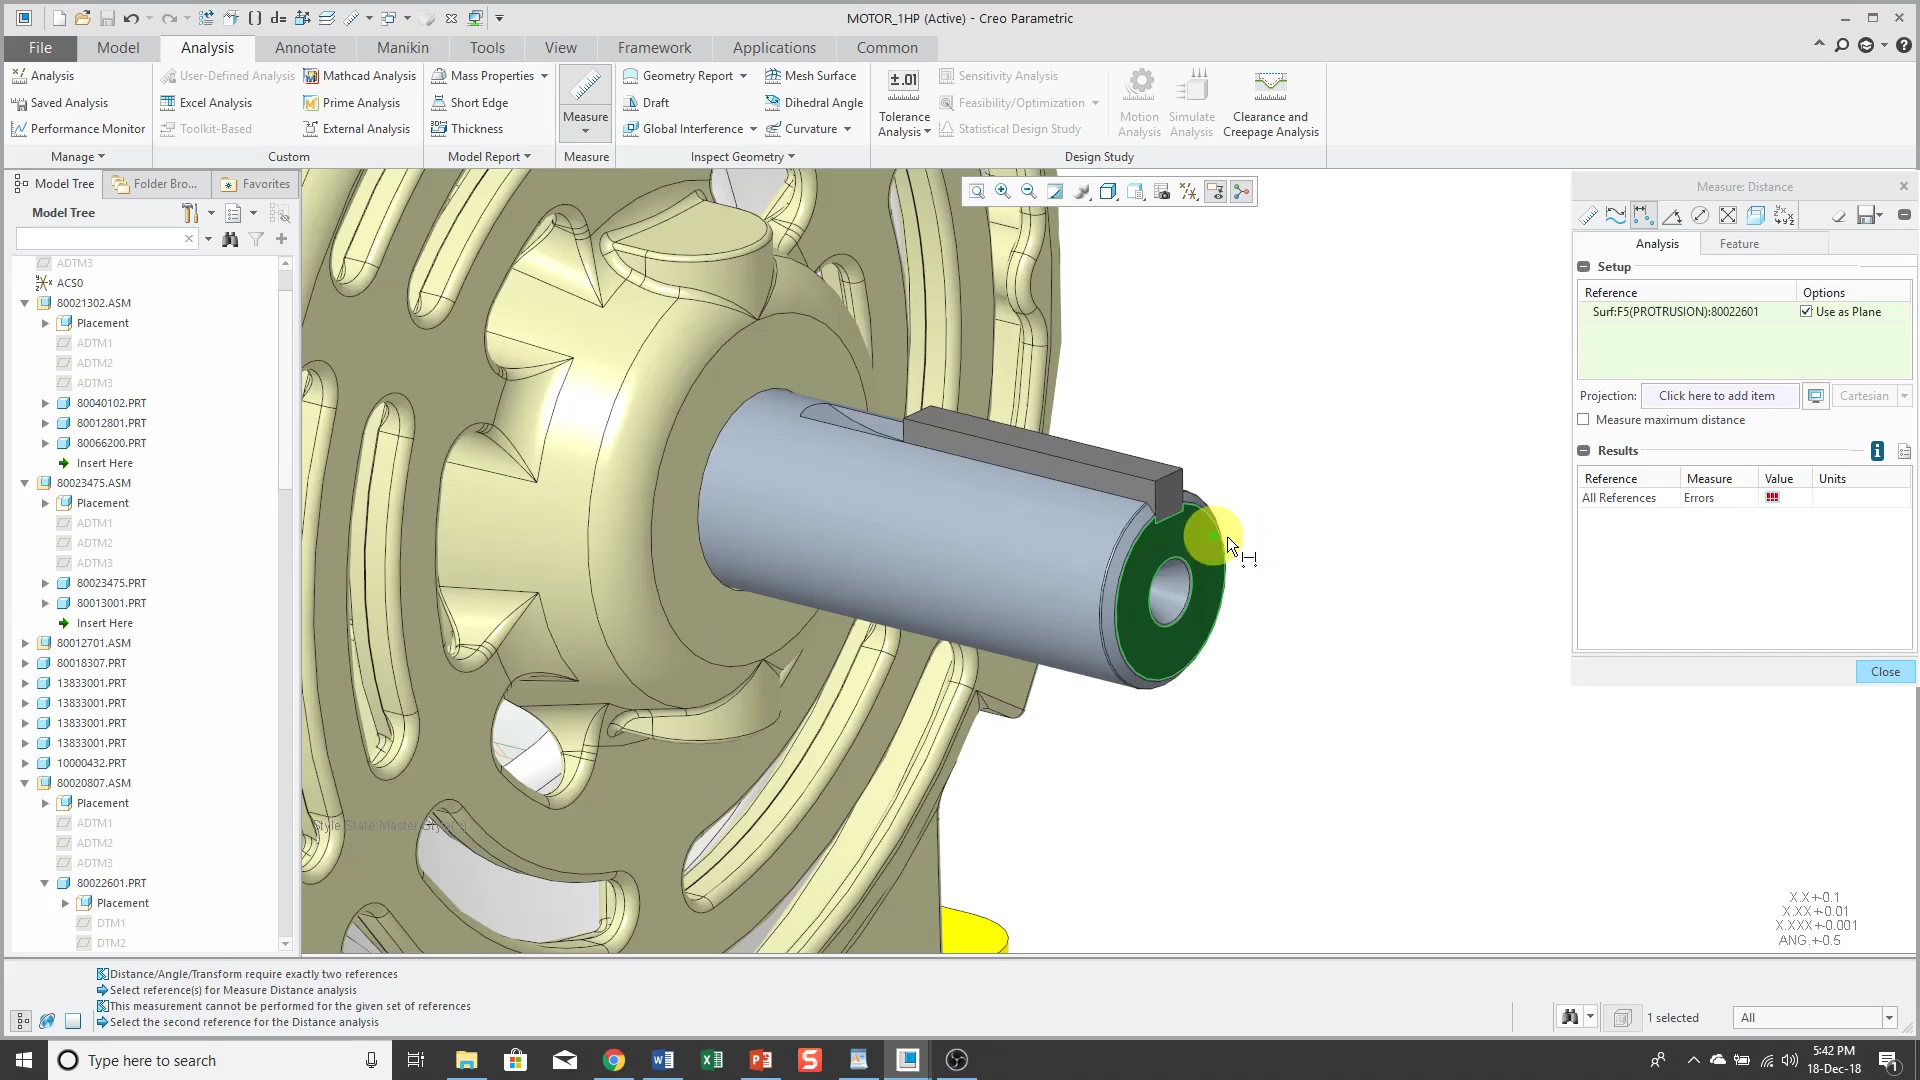 MOTOR_1HP (Active) - Creo Parametric
File Model Analysis Annotate Manikin Tools View Framework Applications Common
Analysis User-Defined Analysis Mathcad Analysis Mass Properties Geometry Report Mesh Surface Sensitivity Analysis
Saved Analysis Excel Analysis Prime Analysis Short Edge Draft Dihedral Angle Feasibility/Optimization
Performance Monitor Toolkit-Based External Analysis Thickness Global Interference Curvature Statistical Design Study
Measure
±.01
Tolerance Analysis
Motion Analysis
Simulate Analysis
Clearance and Creepage Analysis
Manage Custom Model Report Measure Inspect Geometry Design Study
Model Tree Folder Bro... Favorites
Model Tree
ADTM3
ACS0
80021302.ASM
Placement
ADTM1
ADTM2
ADTM3
80040102.PRT
80012801.PRT
80066200.PRT
Insert Here
80023475.ASM
Placement
ADTM1
ADTM2
ADTM3
80023475.PRT
80013001.PRT
Insert Here
80012701.ASM
80018307.PRT
13833001.PRT
13833001.PRT
13833001.PRT
13833001.PRT
10000432.PRT
80020807.ASM
Placement
ADTM1
ADTM2
ADTM3
80022601.PRT
Placement
DTM1
DTM2
Measure: Distance
Analysis Feature
Setup
Reference Options
Surf:F5(PROTRUSION):80022601 Use as Plane
Projection: Click here to add item Cartesian
Measure maximum distance
Results
Reference Measure Value Units
All References Errors
Close
X.X+-0.1
X.XX+-0.01
X.XXX+-0.001
ANG.+-0.5
Distance/Angle/Transform require exactly two references
Select reference(s) for Measure Distance analysis
This measurement cannot be performed for the given set of references
Select the second reference for the Distance analysis
1 selected All
Type here to search
5:42 PM
18-Dec-18
1